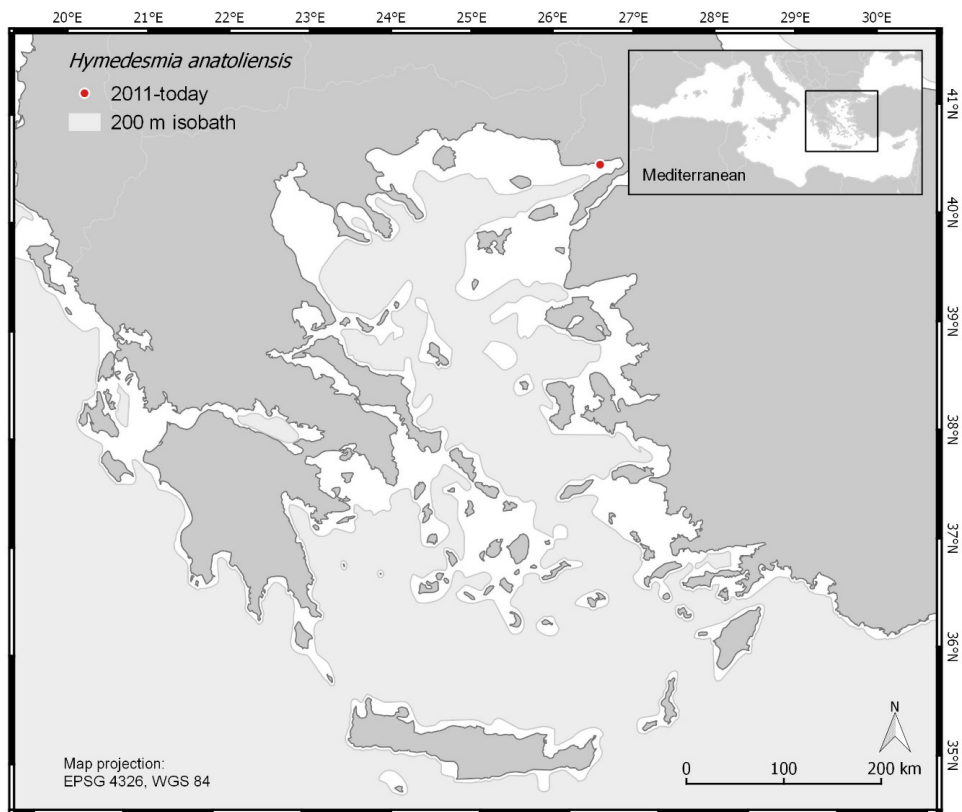 20°E 21°E 22°E 23°E 24°E 25°E 26°E 27°E 28°E 29°E 30°E
Hymedesmia anatoliensis
2011-today
200 m isobath
Mediterranean
41°N
40°N
39°N
38°N
37°N
36°N
35°N
N
Map projection:
EPSG 4326, WGS 84
0 100 200 km